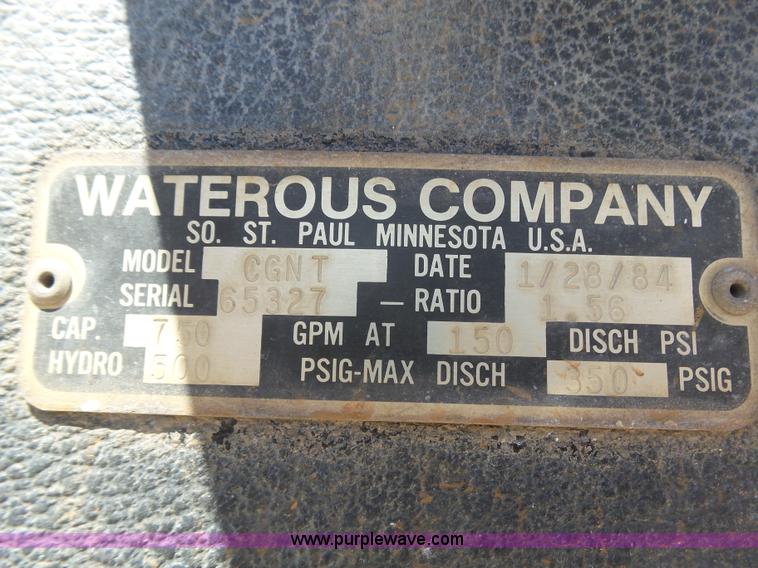 WATEROUS COMPANY
SO. ST. PAUL MINNESOTA U.S.A.
MODEL CGNT DATE 1/28/84
SERIAL 65327 — RATIO 1.56
CAP. 750 GPM AT 150 DISCH PSI
HYDRO 500 PSIG-MAX DISCH 350 PSIG
www.purplewave.com